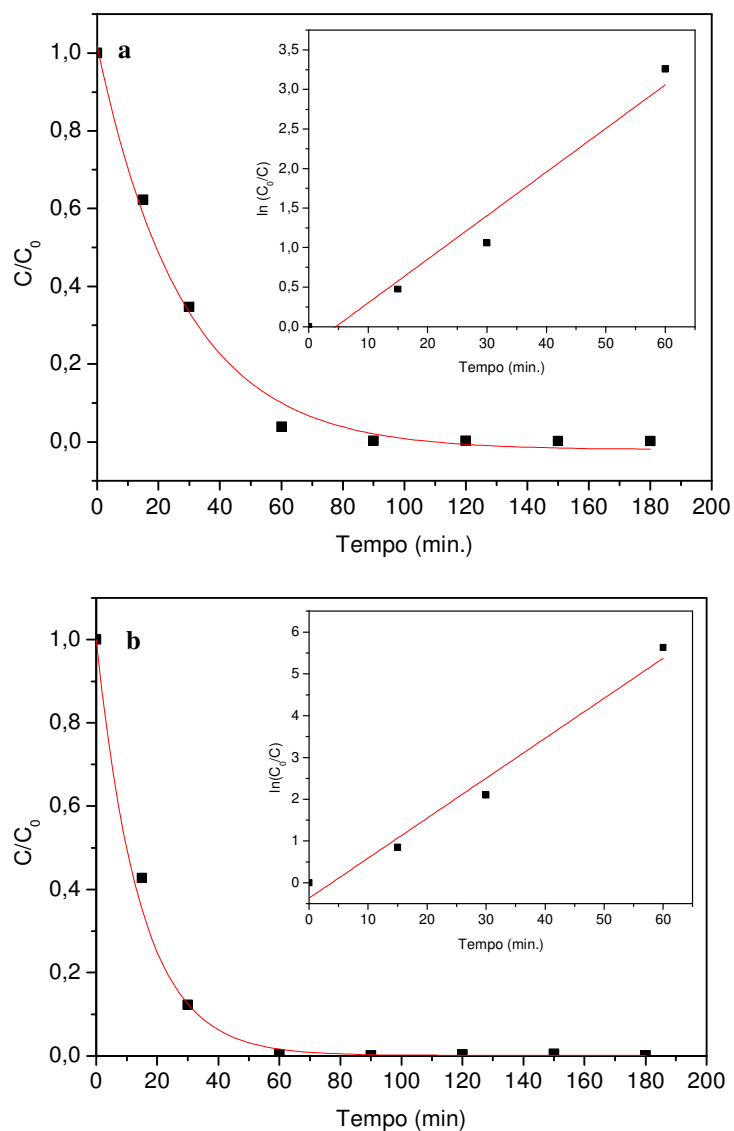 a
1,0
0,8
0,6
0,4
0,2
0,0
C/C₀
0 20 40 60 80 100 120 140 160 180 200
Tempo (min.)
3,5
3,0
2,5
2,0
1,5
1,0
0,5
0,0
ln (C₀/C)
0 10 20 30 40 50 60
Tempo (min.)
b
1,0
0,8
0,6
0,4
0,2
0,0
C/C₀
0 20 40 60 80 100 120 140 160 180 200
Tempo (min)
6
5
4
3
2
1
0
ln(C₀/C)
0 10 20 30 40 50 60
Tempo (min.)